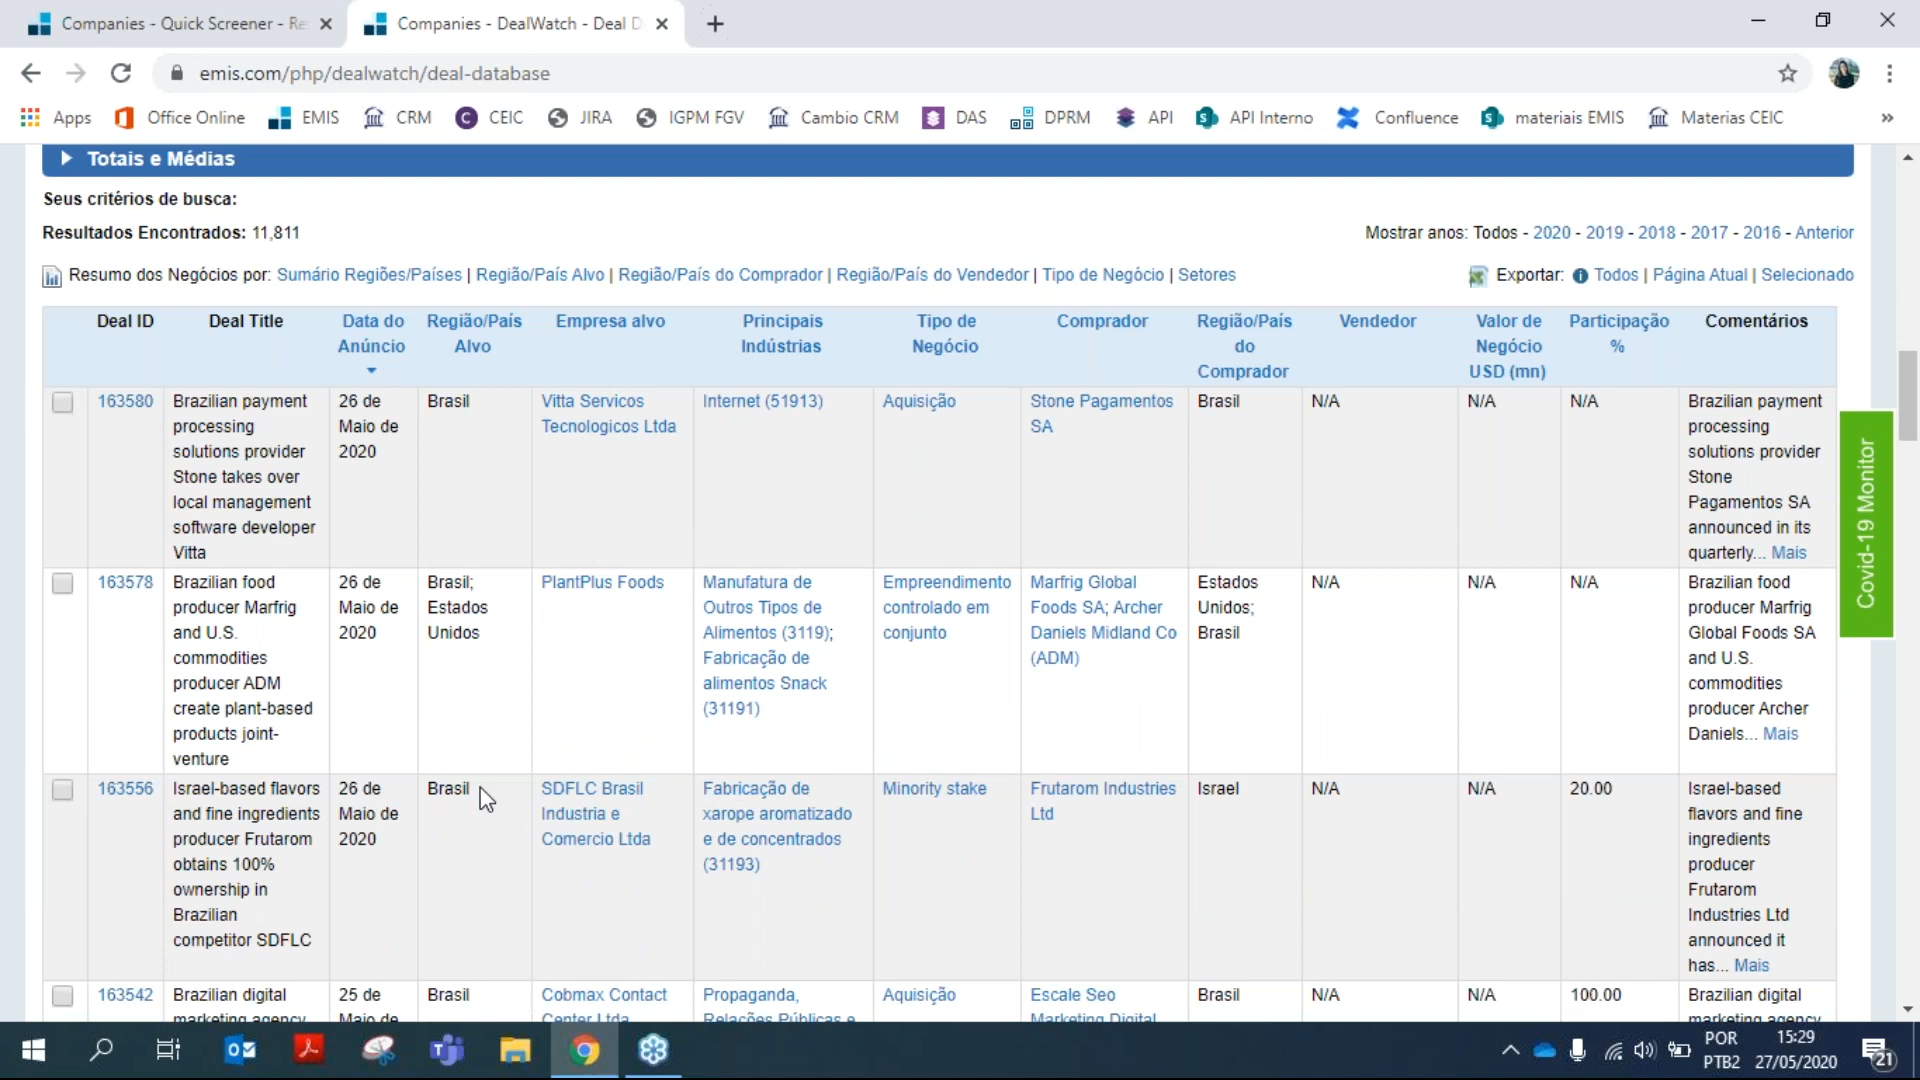 Companies - Quick Screener - Re
Companies - DealWatch - Deal D
emis.com/php/dealwatch/deal-database
Apps
Office Online
EMIS
CRM
CEIC
JIRA
IGPM FGV
Cambio CRM
DAS
DPRM
API
API Interno
Confluence
materiais EMIS
Materias CEIC
»
Totais e Médias
Seus critérios de busca:
Resultados Encontrados: 11,811
Mostrar anos: Todos - 2020 - 2019 - 2018 - 2017 - 2016 - Anterior
Resumo dos Negócios por: Sumário Regiões/Países | Região/País Alvo | Região/País do Comprador | Região/País do Vendedor | Tipo de Negócio | Setores
Exportar: Todos | Página Atual | Selecionado
Deal ID
Deal Title
Data do
Anúncio
Região/País
Alvo
Empresa alvo
Principais
Indústrias
Tipo de
Negócio
Comprador
Região/País
do
Comprador
Vendedor
Valor de
Negócio
USD (mn)
Participação
%
Comentários
163580
Brazilian payment
processing
solutions provider
Stone takes over
local management
software developer
Vitta
26 de
Maio de
2020
Brasil
Vitta Servicos
Tecnologicos Ltda
Internet (51913)
Aquisição
Stone Pagamentos
SA
Brasil
N/A
N/A
N/A
Brazilian payment
processing
solutions provider
Stone
Pagamentos SA
announced in its
quarterly... Mais
163578
Brazilian food
producer Marfrig
and U.S.
commodities
producer ADM
create plant-based
products joint-
venture
26 de
Maio de
2020
Brasil;
Estados
Unidos
PlantPlus Foods
Manufatura de
Outros Tipos de
Alimentos (3119);
Fabricação de
alimentos Snack
(31191)
Empreendimento
controlado em
conjunto
Marfrig Global
Foods SA; Archer
Daniels Midland Co
(ADM)
Estados
Unidos;
Brasil
N/A
N/A
N/A
Brazilian food
producer Marfrig
Global Foods SA
and U.S.
commodities
producer Archer
Daniels... Mais
163556
Israel-based flavors
and fine ingredients
producer Frutarom
obtains 100%
ownership in
Brazilian
competitor SDFLC
26 de
Maio de
2020
Brasil
SDFLC Brasil
Industria e
Comercio Ltda
Fabricação de
xarope aromatizado
e de concentrados
(31193)
Minority stake
Frutarom Industries
Ltd
Israel
N/A
N/A
20.00
Israel-based
flavors and fine
ingredients
producer
Frutarom
Industries Ltd
announced it
has... Mais
163542
Brazilian digital
marketing agency
25 de
Maio de
Brasil
Cobmax Contact
Center Ltda
Propaganda,
Relações Públicas e
Aquisição
Escale Seo
Marketing Digital
Brasil
N/A
N/A
100.00
Brazilian digital
marketing agency
Covid-19 Monitor
POR
PTB2
15:29
27/05/2020
21